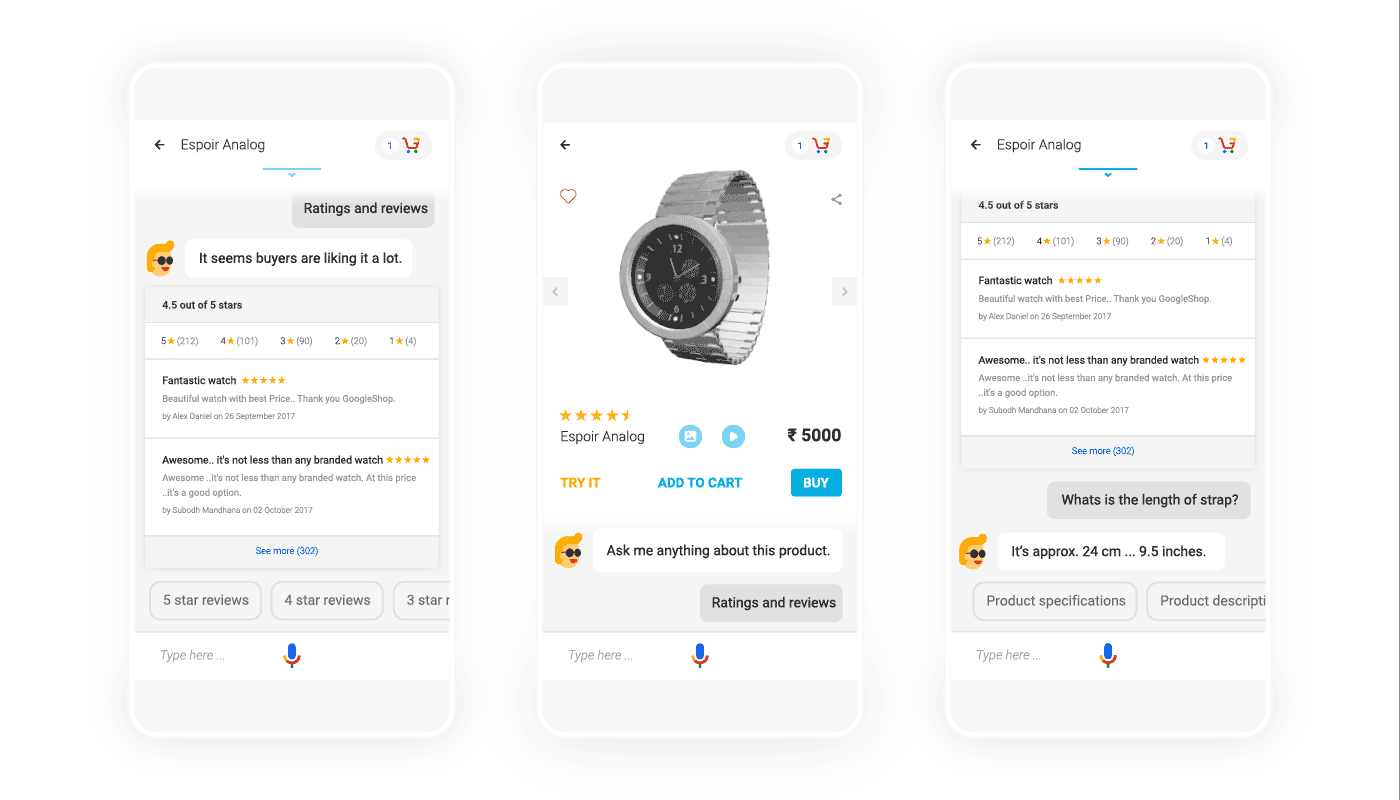 Espoir Analog
1
Ratings and reviews
It seems buyers are liking it a lot.
4.5 out of 5 stars
5★(212) 4★(101) 3★(90) 2★(20) 1★(4)
Fantastic watch ★★★★★
Beautiful watch with best Price.. Thank you GoogleShop.
by Alex Daniel on 26 September 2017
Awesome.. it's not less than any branded watch ★★★★★
Awesome ..it's not less than any branded watch. At this price
..it's a good option.
by Subodh Mandhana on 02 October 2017
See more (302)
5 star reviews 4 star reviews 3 star r
Type here ...
1
12
3
6
9
2
Espoir Analog
₹ 5000
TRY IT ADD TO CART BUY
Ask me anything about this product.
Ratings and reviews
Type here ...
Espoir Analog
1
4.5 out of 5 stars
5★(212) 4★(101) 3★(90) 2★(20) 1★(4)
Fantastic watch ★★★★★
Beautiful watch with best Price.. Thank you GoogleShop.
by Alex Daniel on 26 September 2017
Awesome.. it's not less than any branded watch ★★★★★
Awesome ..it's not less than any branded watch. At this price
..it's a good option.
by Subodh Mandhana on 02 October 2017
See more (302)
Whats is the length of strap?
It's approx. 24 cm ... 9.5 inches.
Product specifications Product descripti
Type here ...